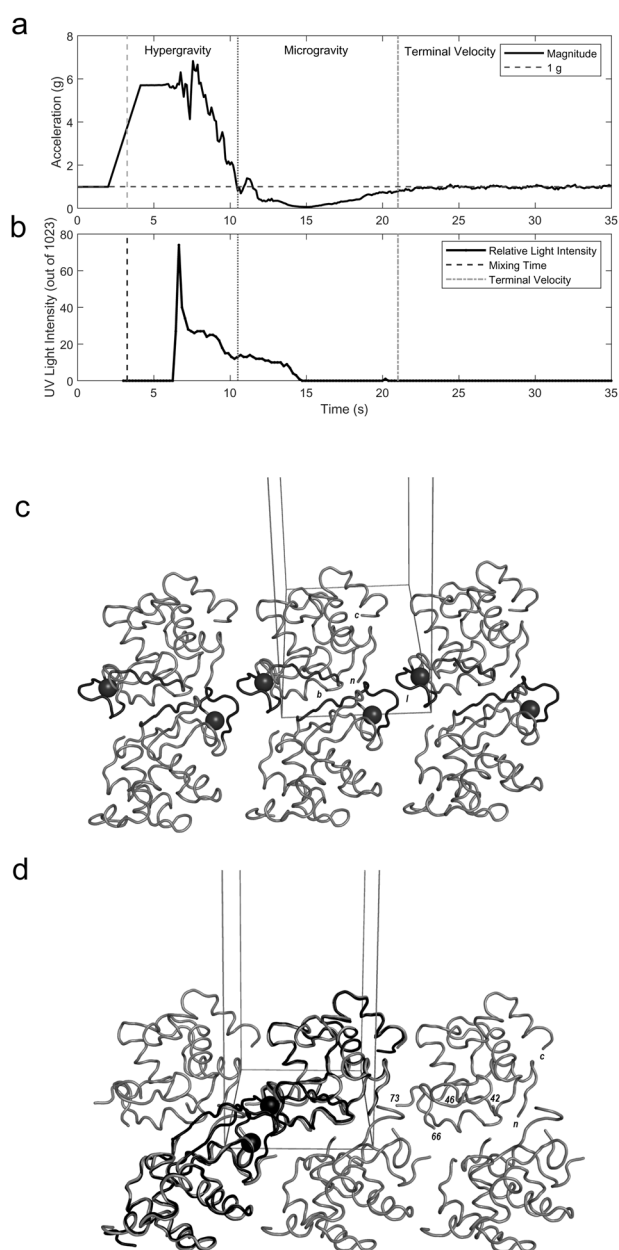 a
Hypergravity Microgravity Terminal Velocity
Magnitude
1 g
Acceleration (g)
8
6
4
2
0
0 5 10 15 20 25 30 35
b
Relative Light Intensity
Mixing Time
Terminal Velocity
UV Light Intensity (out of 1023)
80
60
40
20
0
0 5 10 15 20 25 30 35
Time (s)
c
c
n
b
l
d
c
73 46 42
n
66